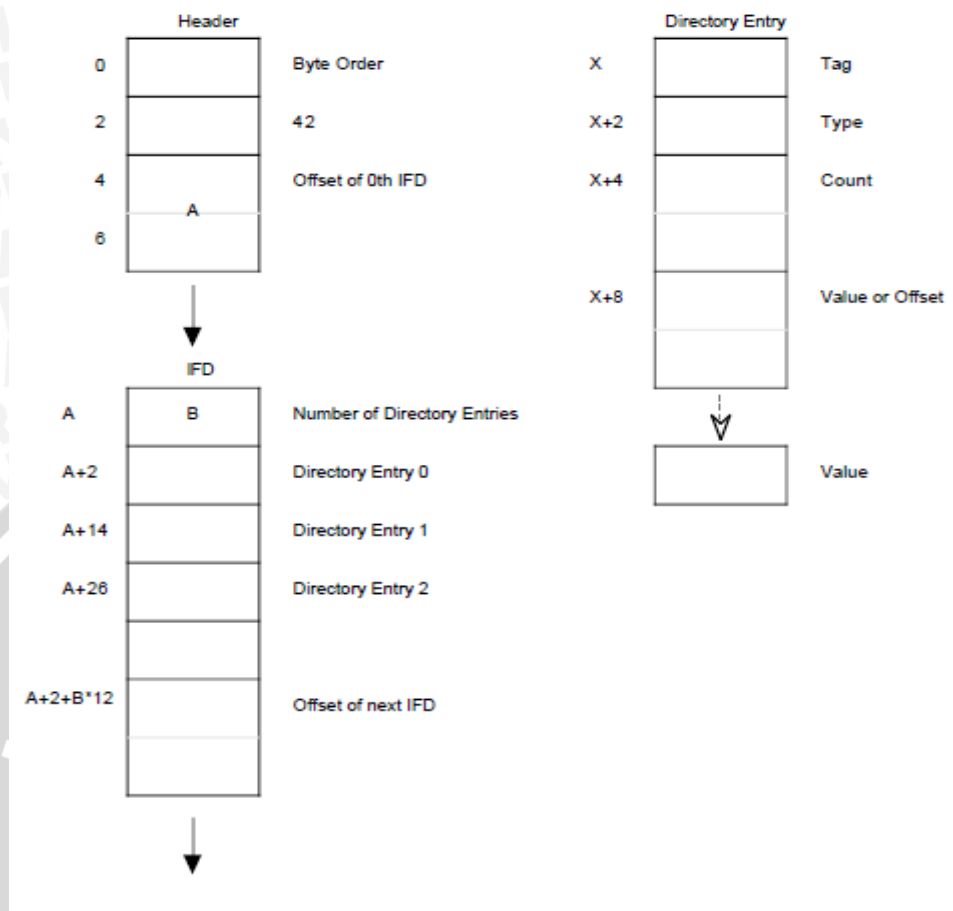 Header
0 Byte Order
2 42
4 Offset of 0th IFD
A
6
IFD
A B Number of Directory Entries
A+2 Directory Entry 0
A+14 Directory Entry 1
A+26 Directory Entry 2
A+2+B*12 Offset of next IFD
Directory Entry
X Tag
X+2 Type
X+4 Count
X+8 Value or Offset
Value